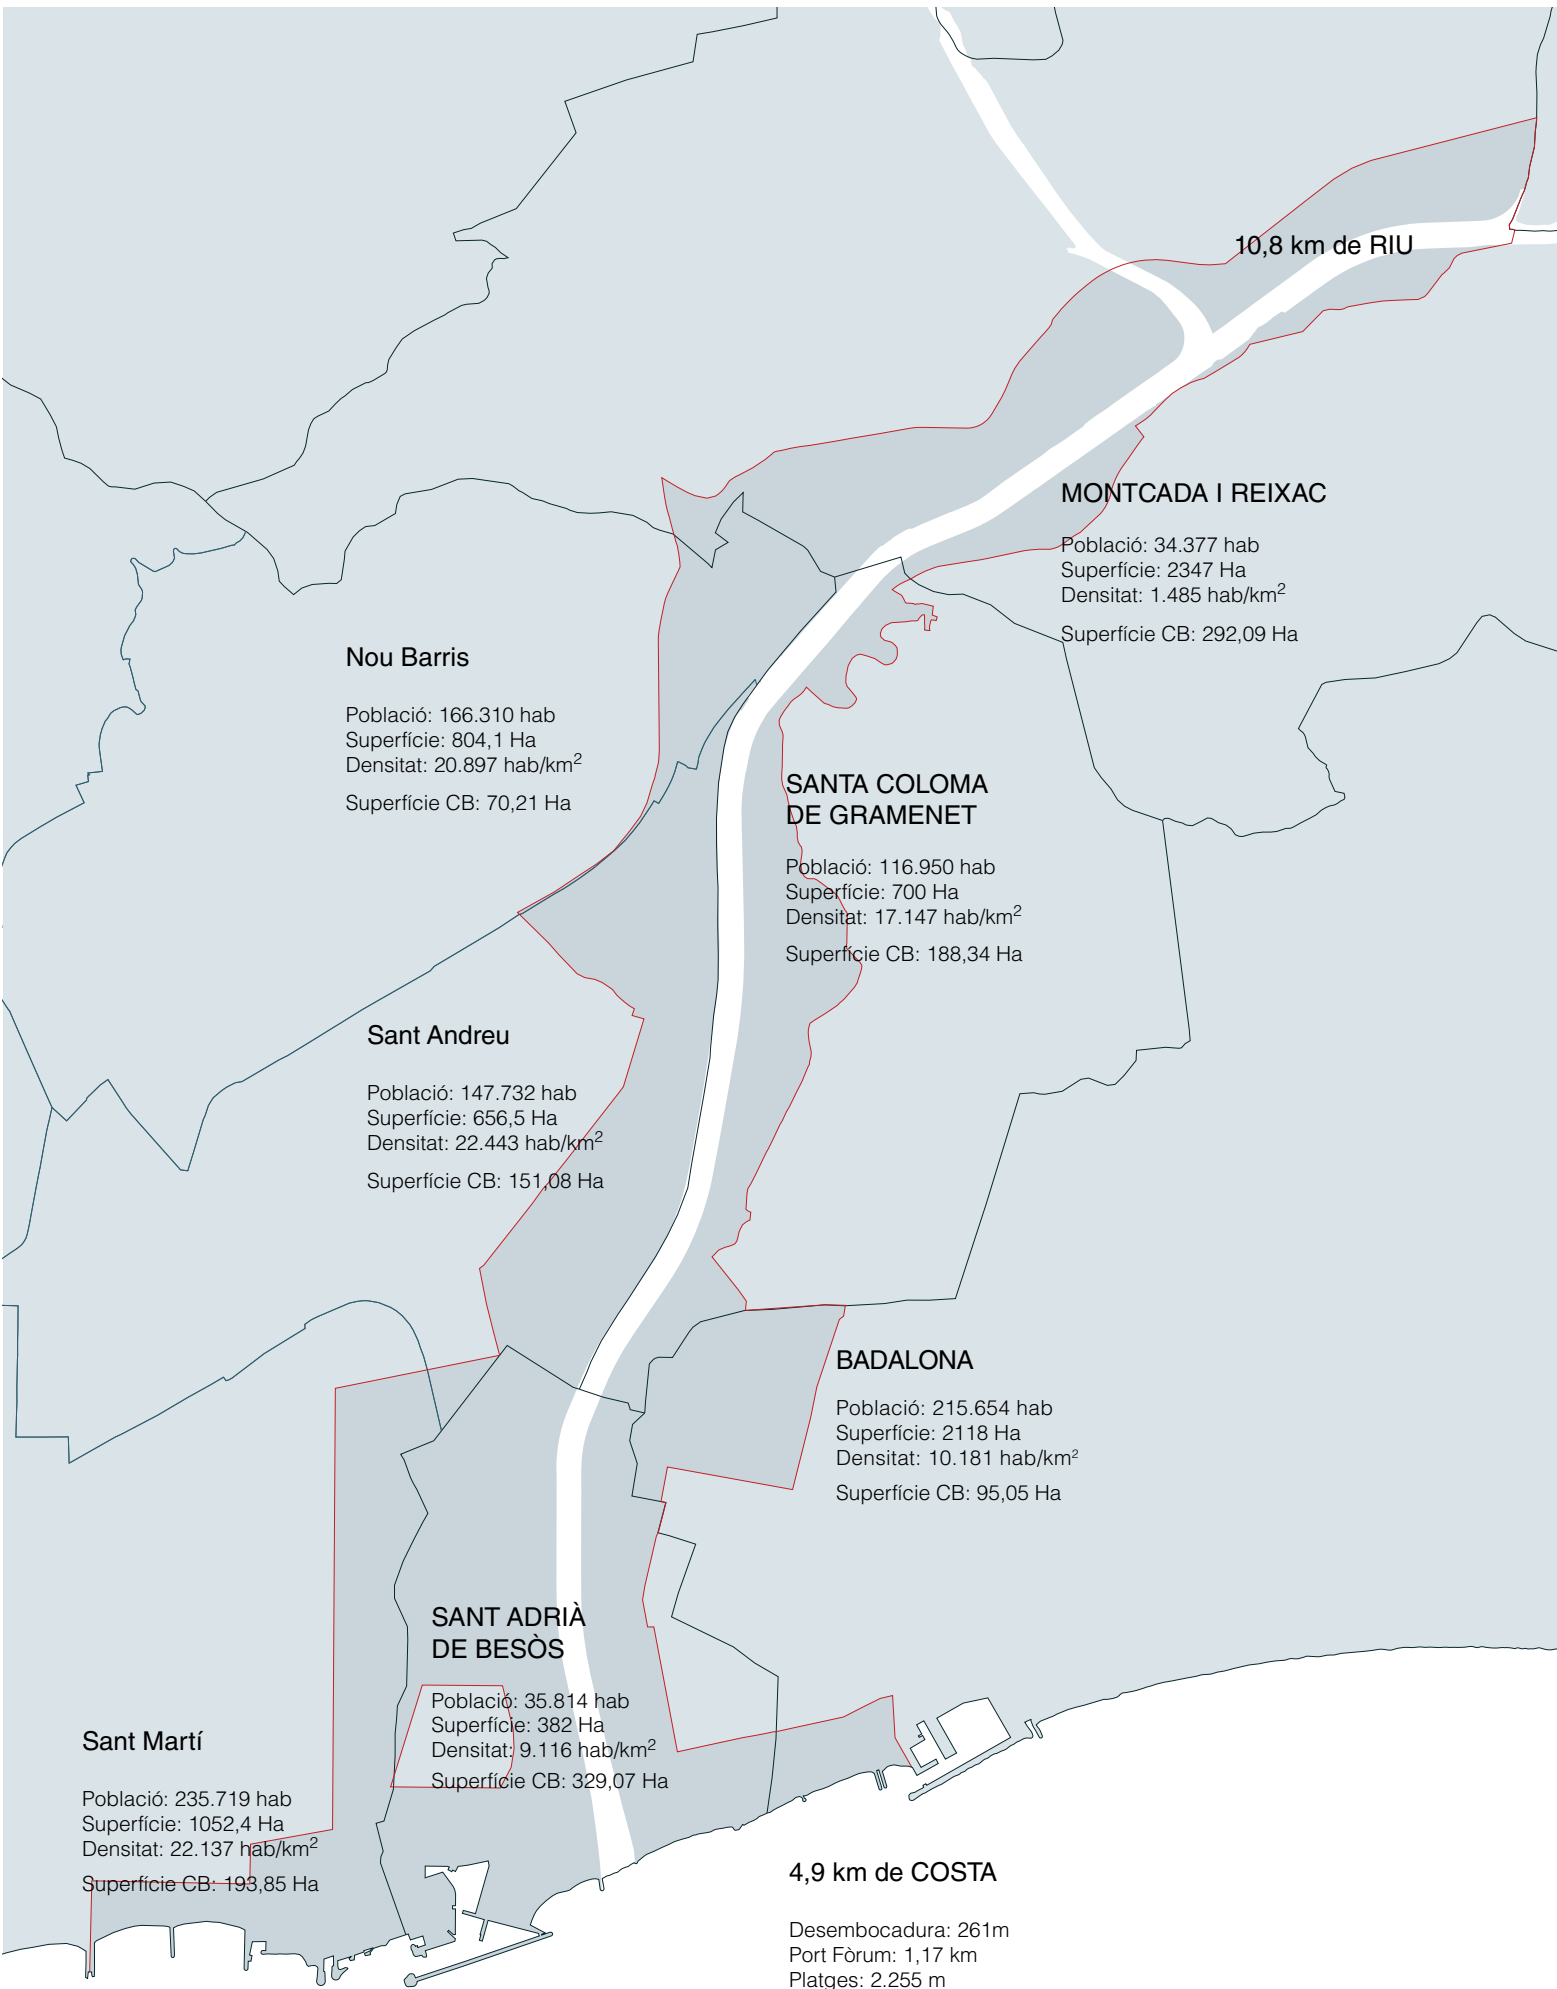 10,8 km de RIU
MONTCADA I REIXAC
Població: 34.377 hab
Superfície: 2347 Ha
Densitat: 1.485 hab/km²
Superfície CB: 292,09 Ha
Nou Barris
Població: 166.310 hab
Superfície: 804,1 Ha
Densitat: 20.897 hab/km²
Superfície CB: 70,21 Ha
SANTA COLOMA
DE GRAMENET
Població: 116.950 hab
Superfície: 700 Ha
Densitat: 17.147 hab/km²
Superfície CB: 188,34 Ha
Sant Andreu
Població: 147.732 hab
Superfície: 656,5 Ha
Densitat: 22.443 hab/km²
Superfície CB: 151,08 Ha
BADALONA
Població: 215.654 hab
Superfície: 2118 Ha
Densitat: 10.181 hab/km²
Superfície CB: 95,05 Ha
SANT ADRIÀ
DE BESÒS
Població: 35.814 hab
Superfície: 382 Ha
Densitat: 9.116 hab/km²
Superfície CB: 329,07 Ha
Sant Martí
Població: 235.719 hab
Superfície: 1052,4 Ha
Densitat: 22.137 hab/km²
Superfície CB: 193,85 Ha
4,9 km de COSTA
Desembocadura: 261m
Port Fòrum: 1,17 km
Platges: 2.255 m